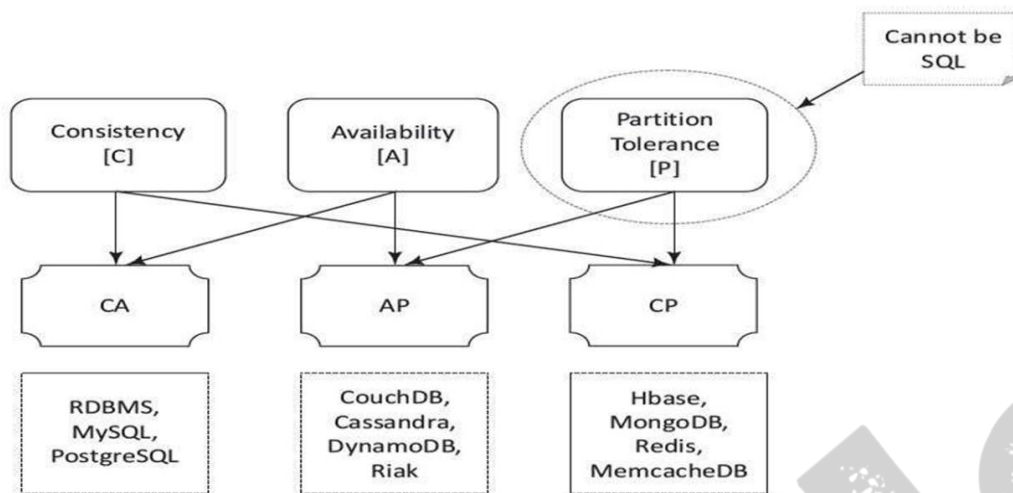 Cannot be
SQL
Consistency
[C]
Availability
[A]
Partition
Tolerance
[P]
CA
AP
CP
RDBMS,
MySQL,
PostgreSQL
CouchDB,
Cassandra,
DynamoDB,
Riak
Hbase,
MongoDB,
Redis,
MemcacheDB